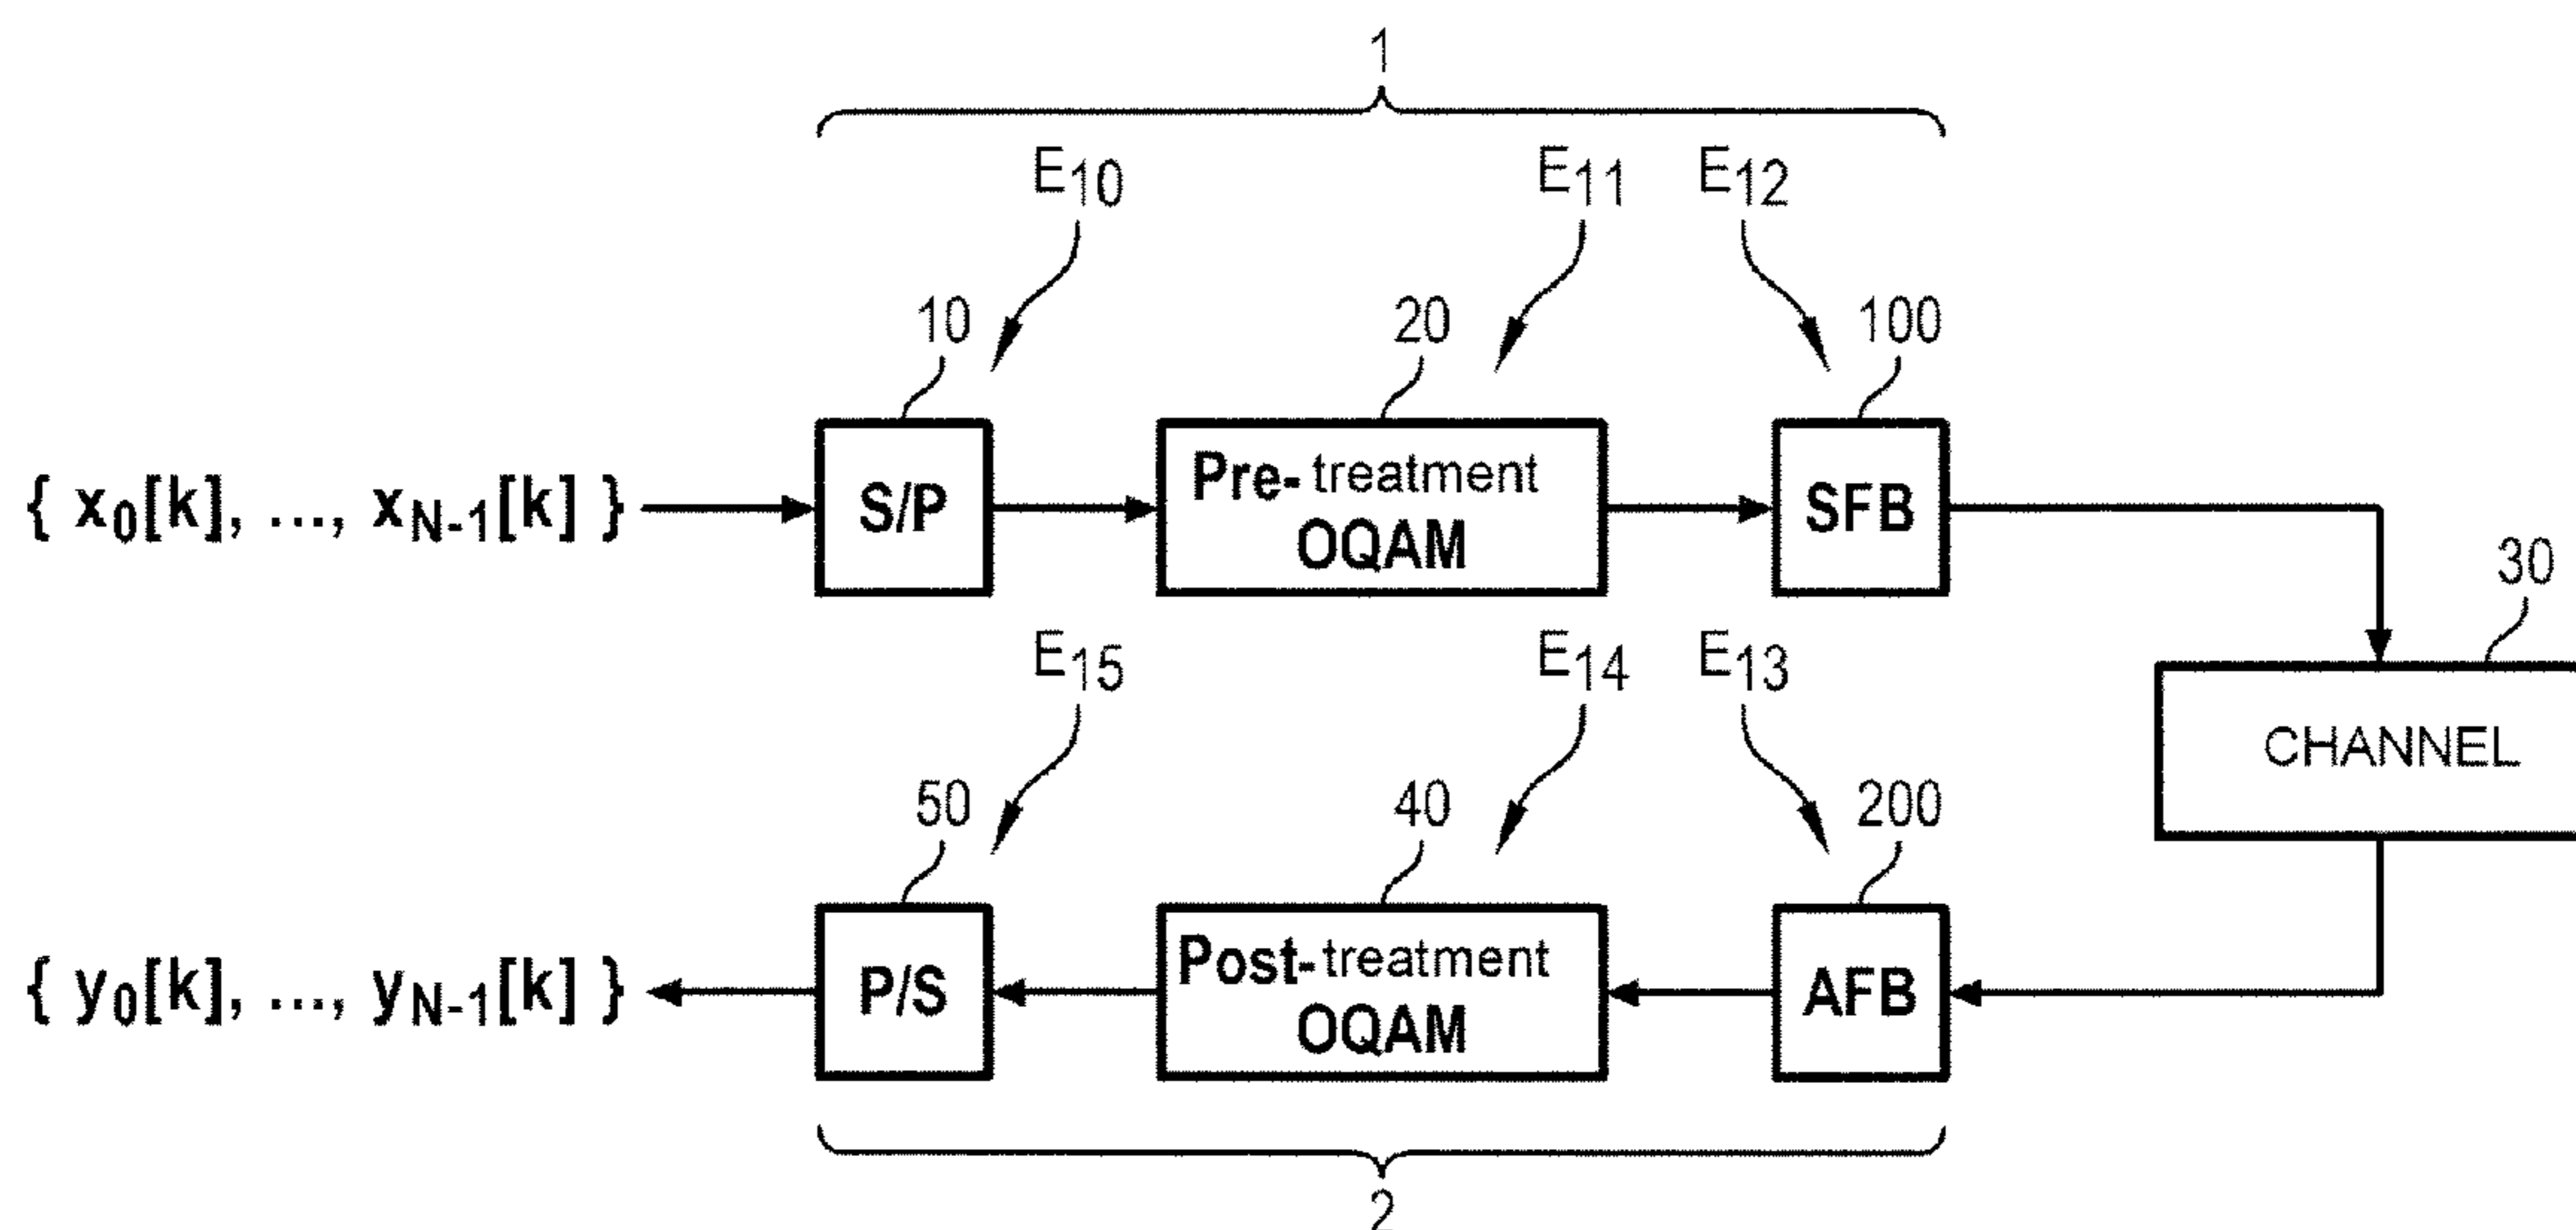 1
E10
E11
E12
10
20
100
{ x0[k], ..., xN-1[k] }
S/P
Pre- treatment
OQAM
SFB
30
CHANNEL
E15
E14
E13
50
40
200
{ y0[k], ..., yN-1[k] }
P/S
Post- treatment
OQAM
AFB
2